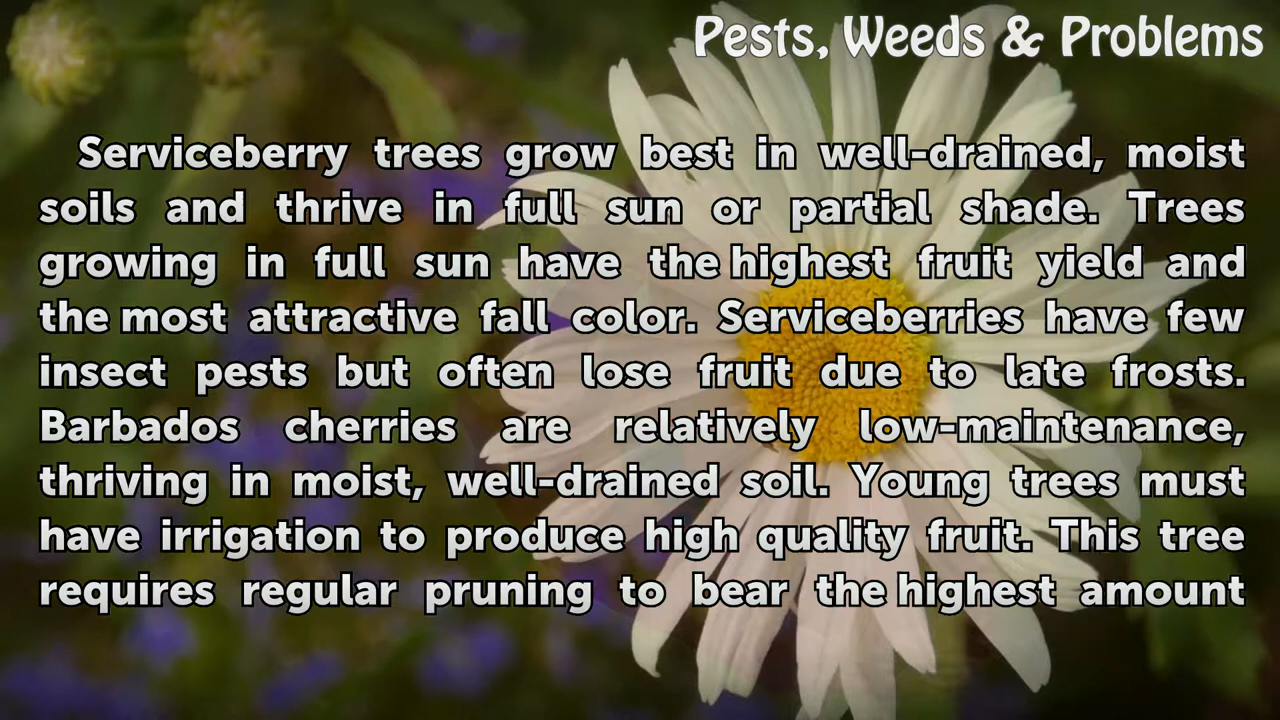 Pests, Weeds & Problems
Serviceberry trees grow best in well-drained, moist
soils and thrive in full sun or partial shade. Trees
growing in full sun have the highest fruit yield and
the most attractive fall color. Serviceberries have few
insect pests but often lose fruit due to late frosts.
Barbados cherries are relatively low-maintenance,
thriving in moist, well-drained soil. Young trees must
have irrigation to produce high quality fruit. This tree
requires regular pruning to bear the highest amount